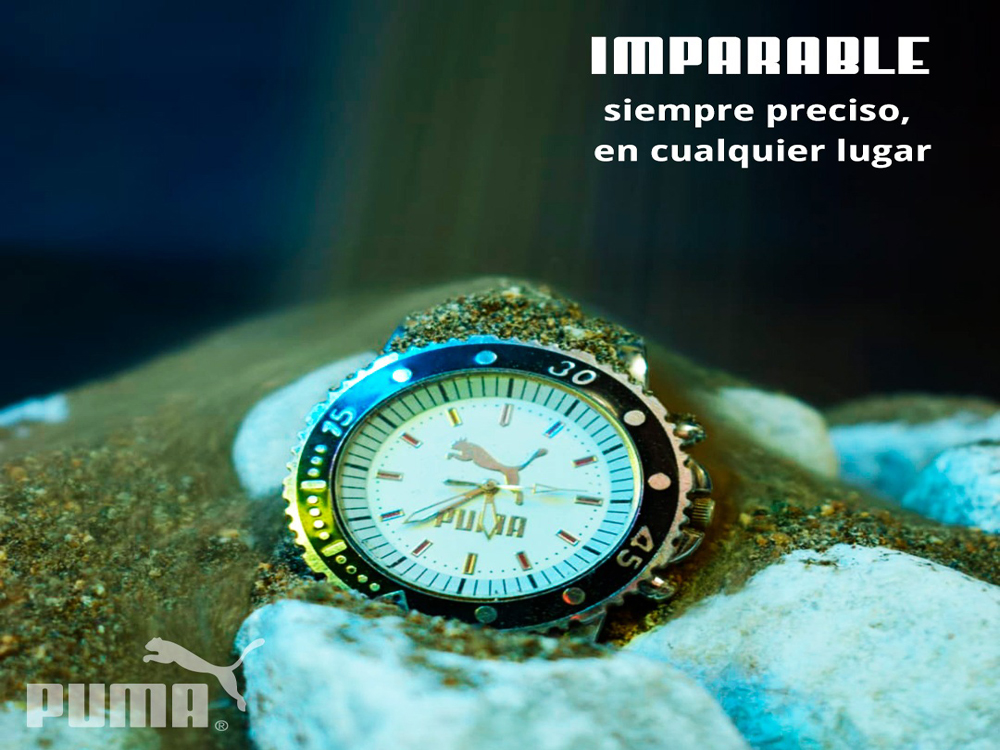 IMPARABLE
siempre preciso,
en cualquier lugar
30
15
PUMA
45
PUMA®